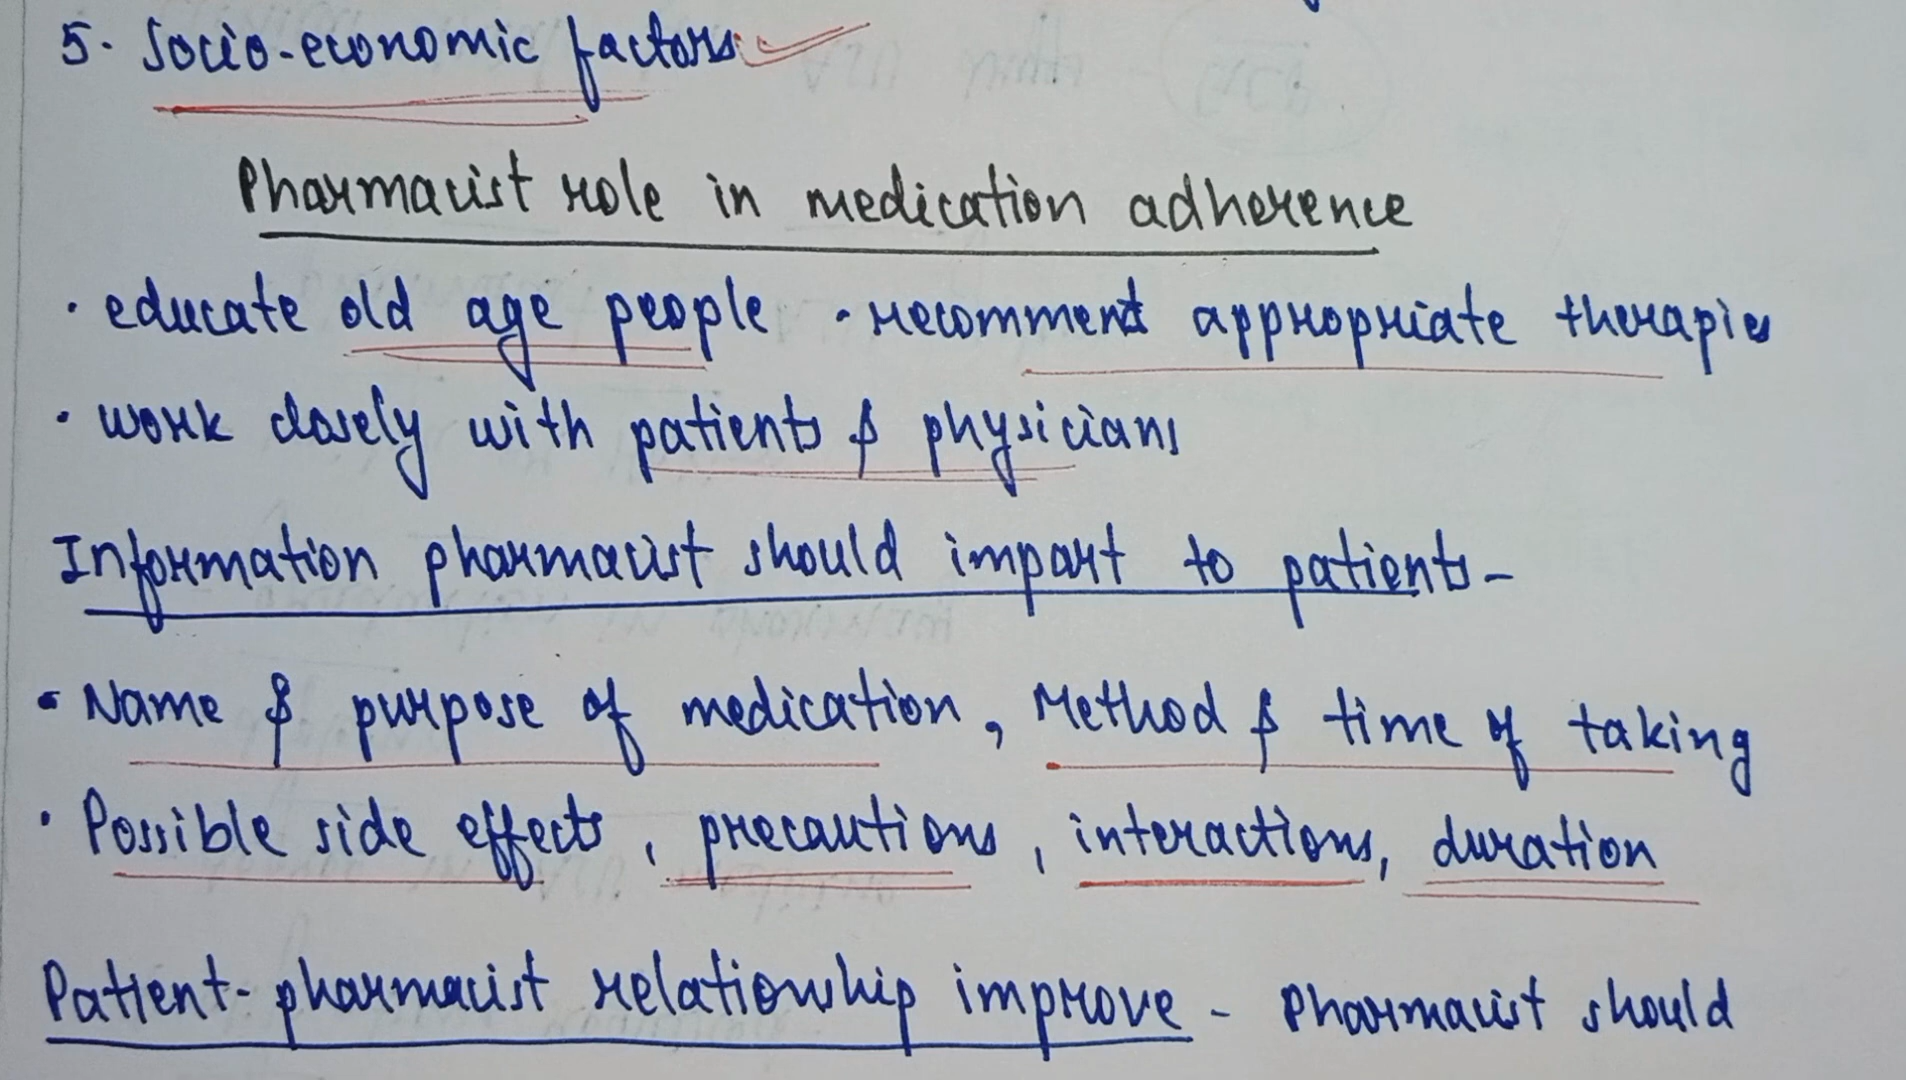 5. Socio-economic factors
Pharmacist role in medication adherence
• educate old age people • recomment appropriate therapies
• work closely with patients & physicians
Information pharmacist should impart to patients-
• Name & purpose of medication, Method & time of taking
• Possible side effects, precautions, interactions, duration
Patient-pharmacist relationship improve - Pharmacist should